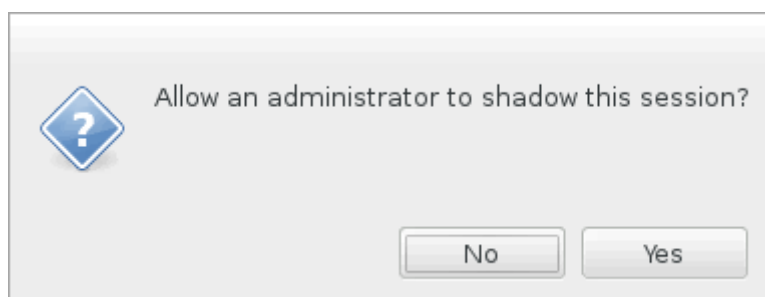 Allow an administrator to shadow this session?
?
No
Yes